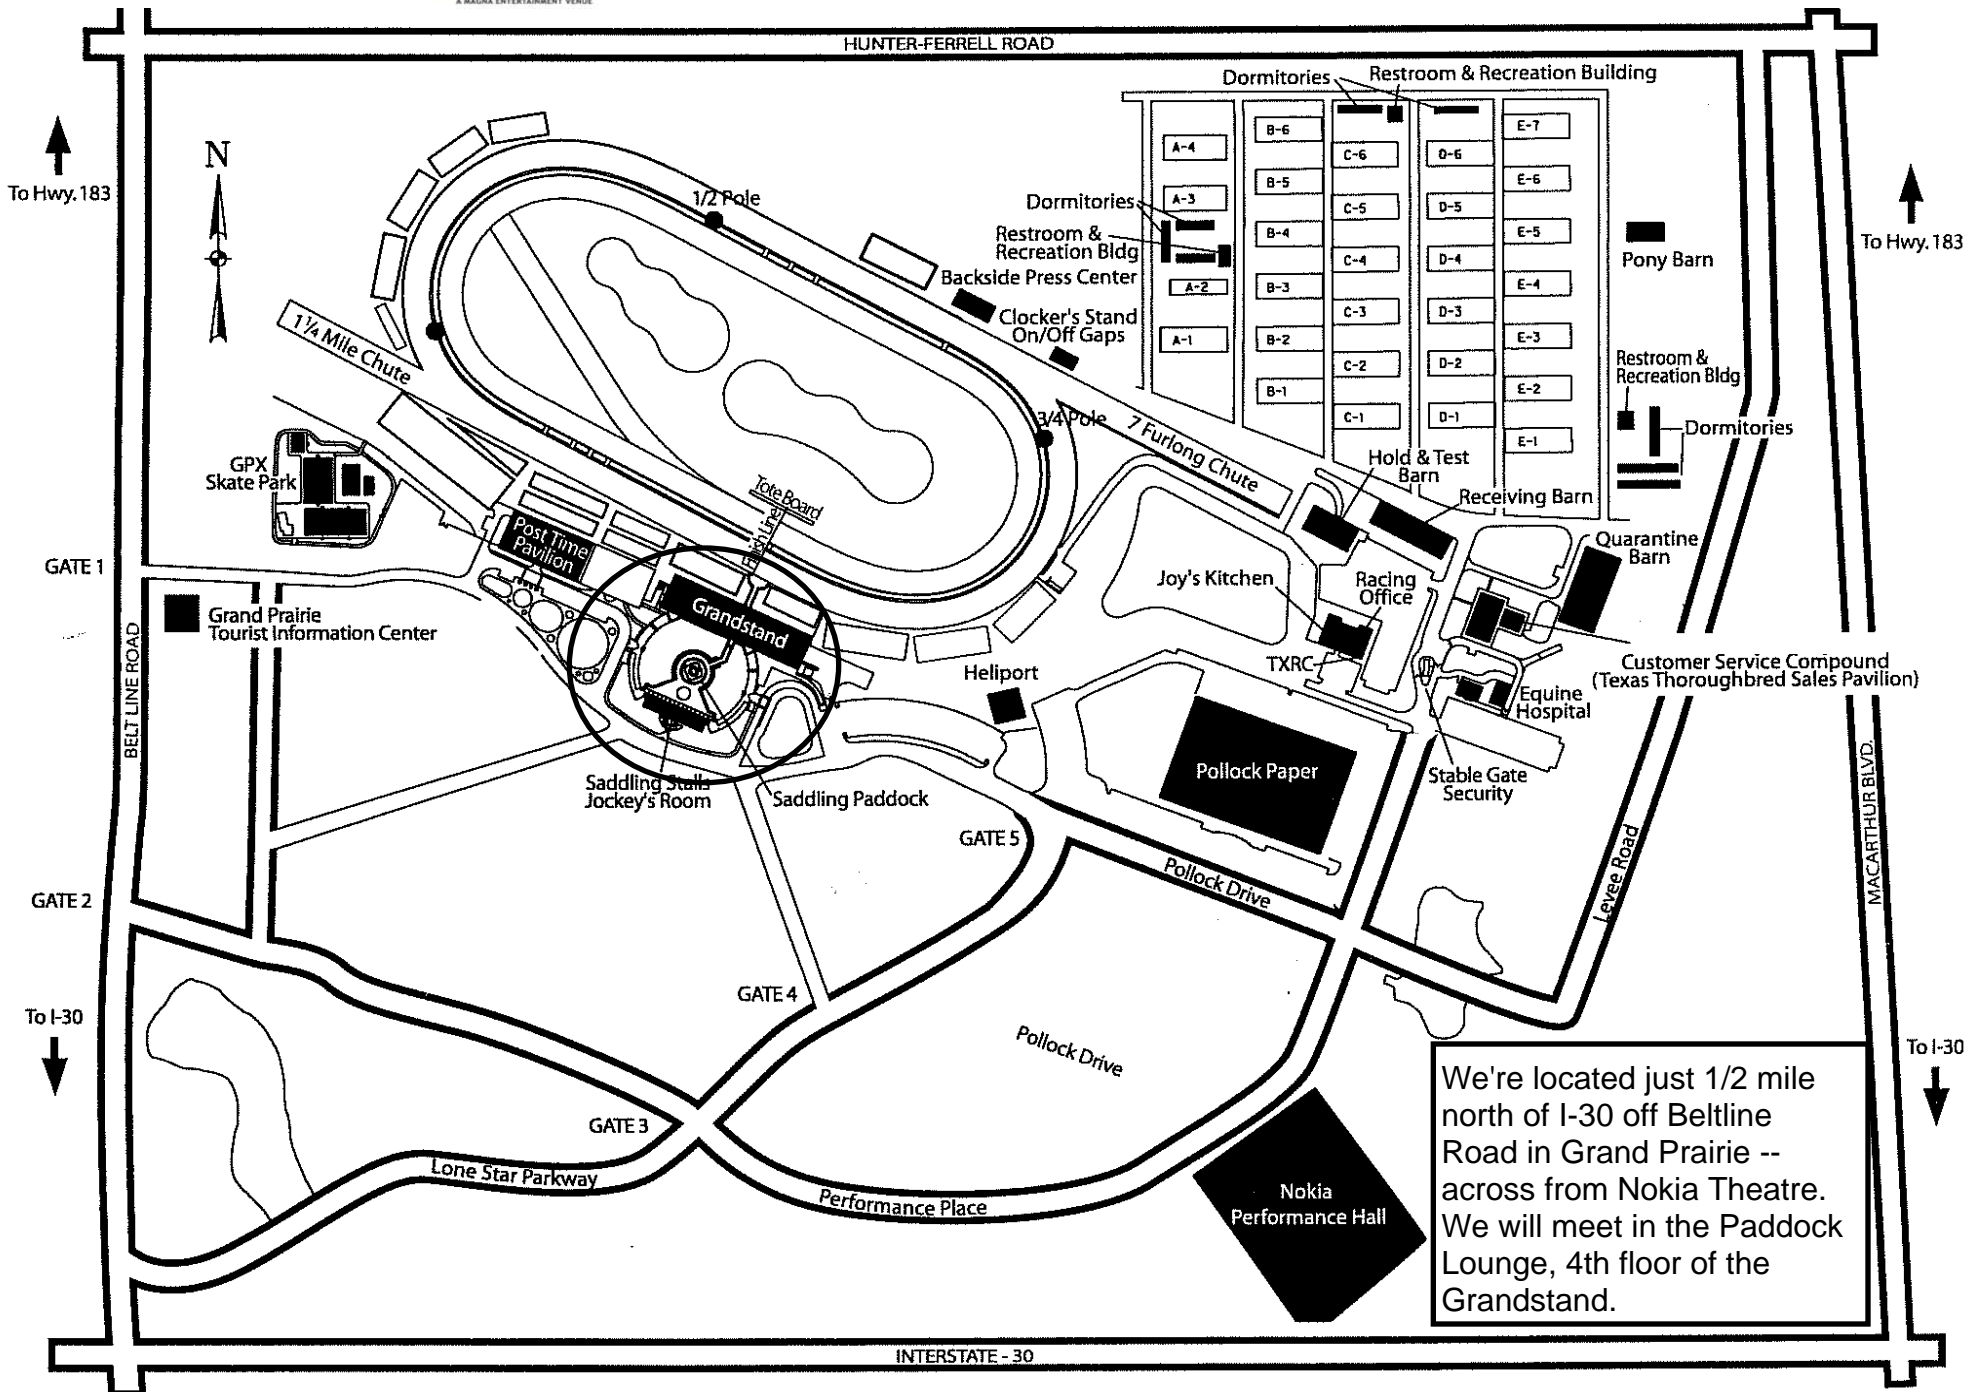 A MAGNA ENTERTAINMENT VENUE
HUNTER-FERRELL ROAD
Dormitories
Restroom & Recreation Building
To Hwy. 183
N
1/2 Pole
A-4
A-3
A-2
A-1
B-6
B-5
B-4
B-3
B-2
B-1
C-6
C-5
C-4
C-3
C-2
C-1
D-6
D-5
D-4
D-3
D-2
D-1
E-7
E-6
E-5
E-4
E-3
E-2
E-1
Dormitories
Restroom &
Recreation Bldg
Backside Press Center
Clocker's Stand
On/Off Gaps
Pony Barn
To Hwy. 183
Restroom &
Recreation Bldg
Dormitories
1 1/4 Mile Chute
3/4 Pole
7 Furlong Chute
Hold & Test
Barn
Receiving Barn
Quarantine
Barn
GPX
Skate Park
Tote Board
Finish Line
Post Time
Pavilion
Grandstand
GATE 1
Grand Prairie
Tourist Information Center
BELT LINE ROAD
Joy's Kitchen
Racing
Office
TXRC
Heliport
Customer Service Compound
(Texas Thoroughbred Sales Pavilion)
Equine
Hospital
Stable Gate
Security
Pollock Paper
Saddling Stalls
Jockey's Room
Saddling Paddock
GATE 5
Pollock Drive
Levee Road
MACARTHUR BLVD.
GATE 2
GATE 4
To I-30
Pollock Drive
GATE 3
Lone Star Parkway
Performance Place
Nokia
Performance Hall
To I-30
We're located just 1/2 mile
north of I-30 off Beltline
Road in Grand Prairie --
across from Nokia Theatre.
We will meet in the Paddock
Lounge, 4th floor of the
Grandstand.
INTERSTATE - 30